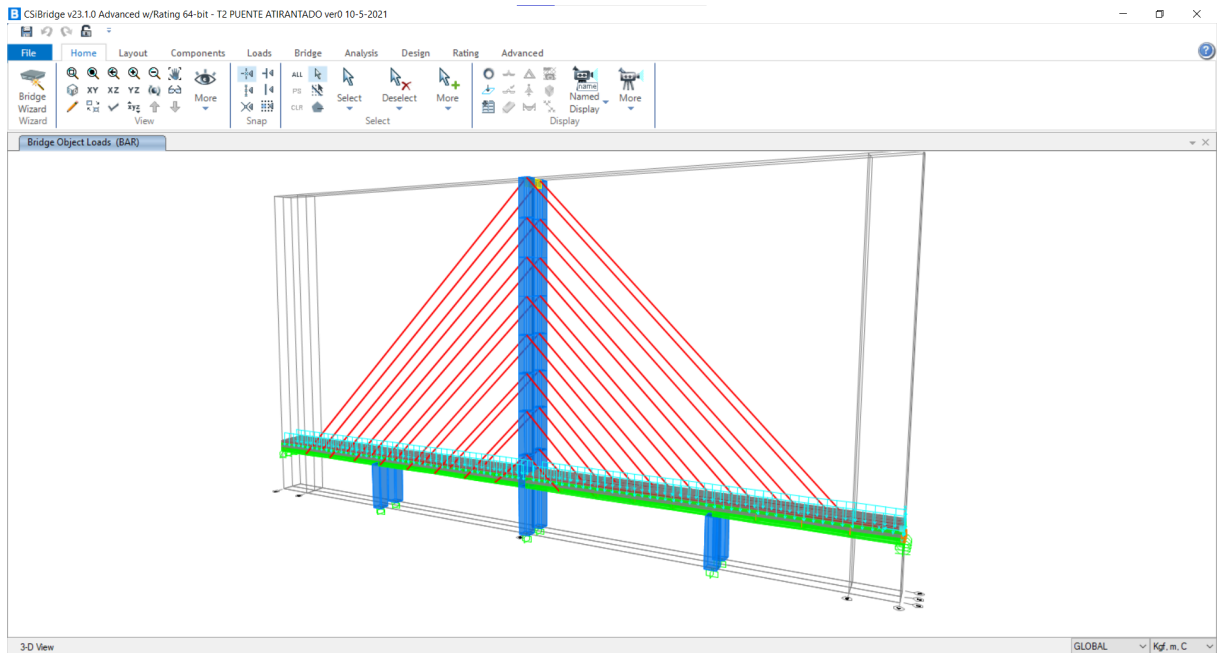 CSiBridge v23.1.0 Advanced w/Rating 64-bit - T2 PUENTE ATIRANTADO ver0 10-5-2021
File Home Layout Components Loads Bridge Analysis Design Rating Advanced
Bridge Wizard
Wizard
XY XZ YZ
xyz
More
View
Snap
ALL
PS
CLR
Select
Deselect
More
Select
name
Named Display
More
Display
Bridge Object Loads (BAR)
3-D View
GLOBAL
Kgf, m, C